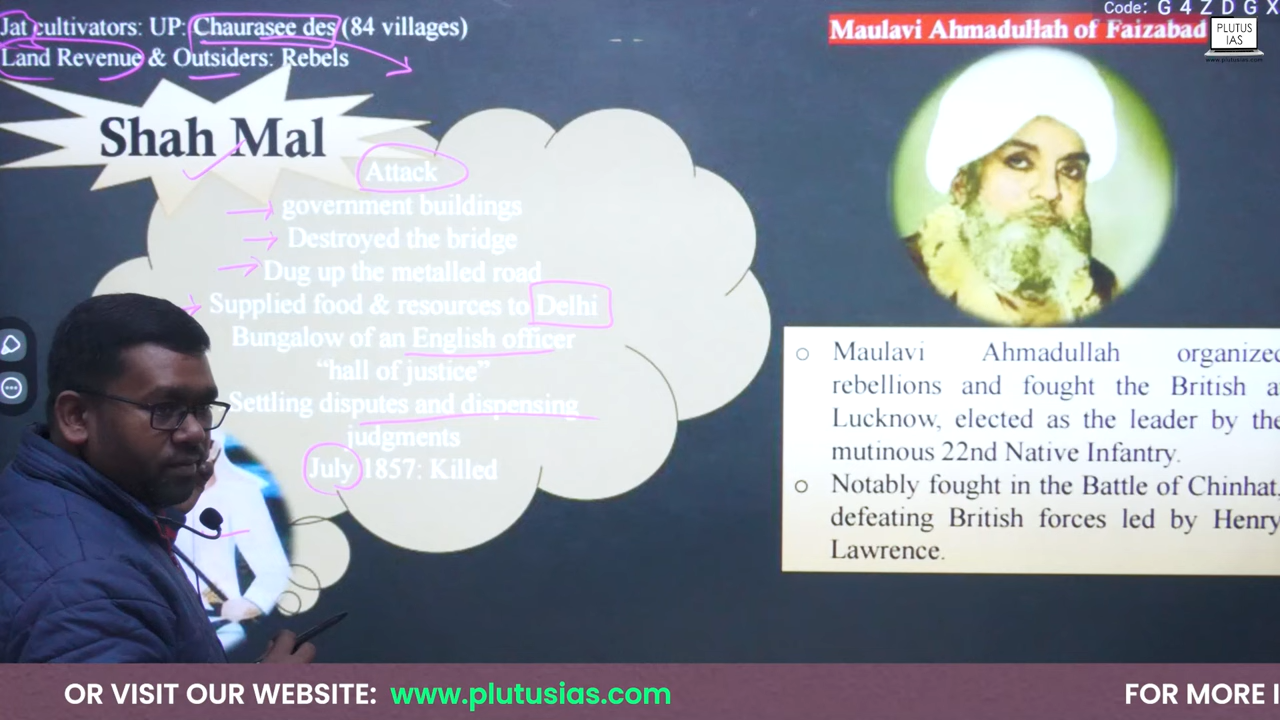 Jat cultivators: UP: Chaurasee des (84 villages)
Land Revenue & Outsiders: Rebels
Shah Mal
Attack
government buildings
Destroyed the bridge
Dug up the metalled road
Supplied food & resources to Delhi
Bungalow of an English officer
“hall of justice”
Settling disputes and dispensing
judgments
July 1857: Killed
Code: G 4 Z D G X
Maulavi Ahmadullah of Faizabad
PLUTUS
IAS
www.plutusias.com
○ Maulavi Ahmadullah organized
rebellions and fought the British a
Lucknow, elected as the leader by the
mutinous 22nd Native Infantry.
○ Notably fought in the Battle of Chinhat,
defeating British forces led by Henry
Lawrence.
OR VISIT OUR WEBSITE: www.plutusias.com
FOR MORE I